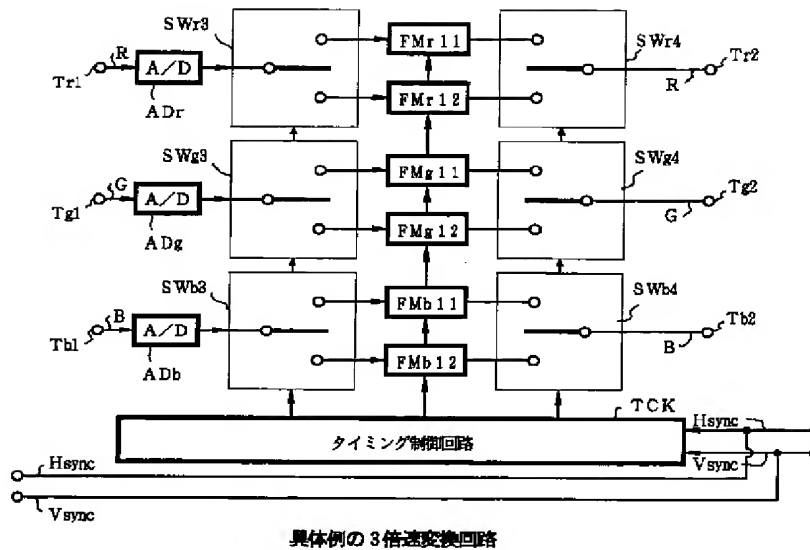 SWr3
FMr11
SWr4
Tr1
R
A/D
ADr
FMr12
R
Tr2
SWg3
FMg11
SWg4
Tg1
G
A/D
ADg
FMg12
G
Tg2
SWb3
FMb11
SWb4
Tb1
B
A/D
ADb
FMb12
B
Tb2
TCK
タイミング制御回路
Hsync
Vsync
Hsync
Vsync
具体例の3倍速変換回路